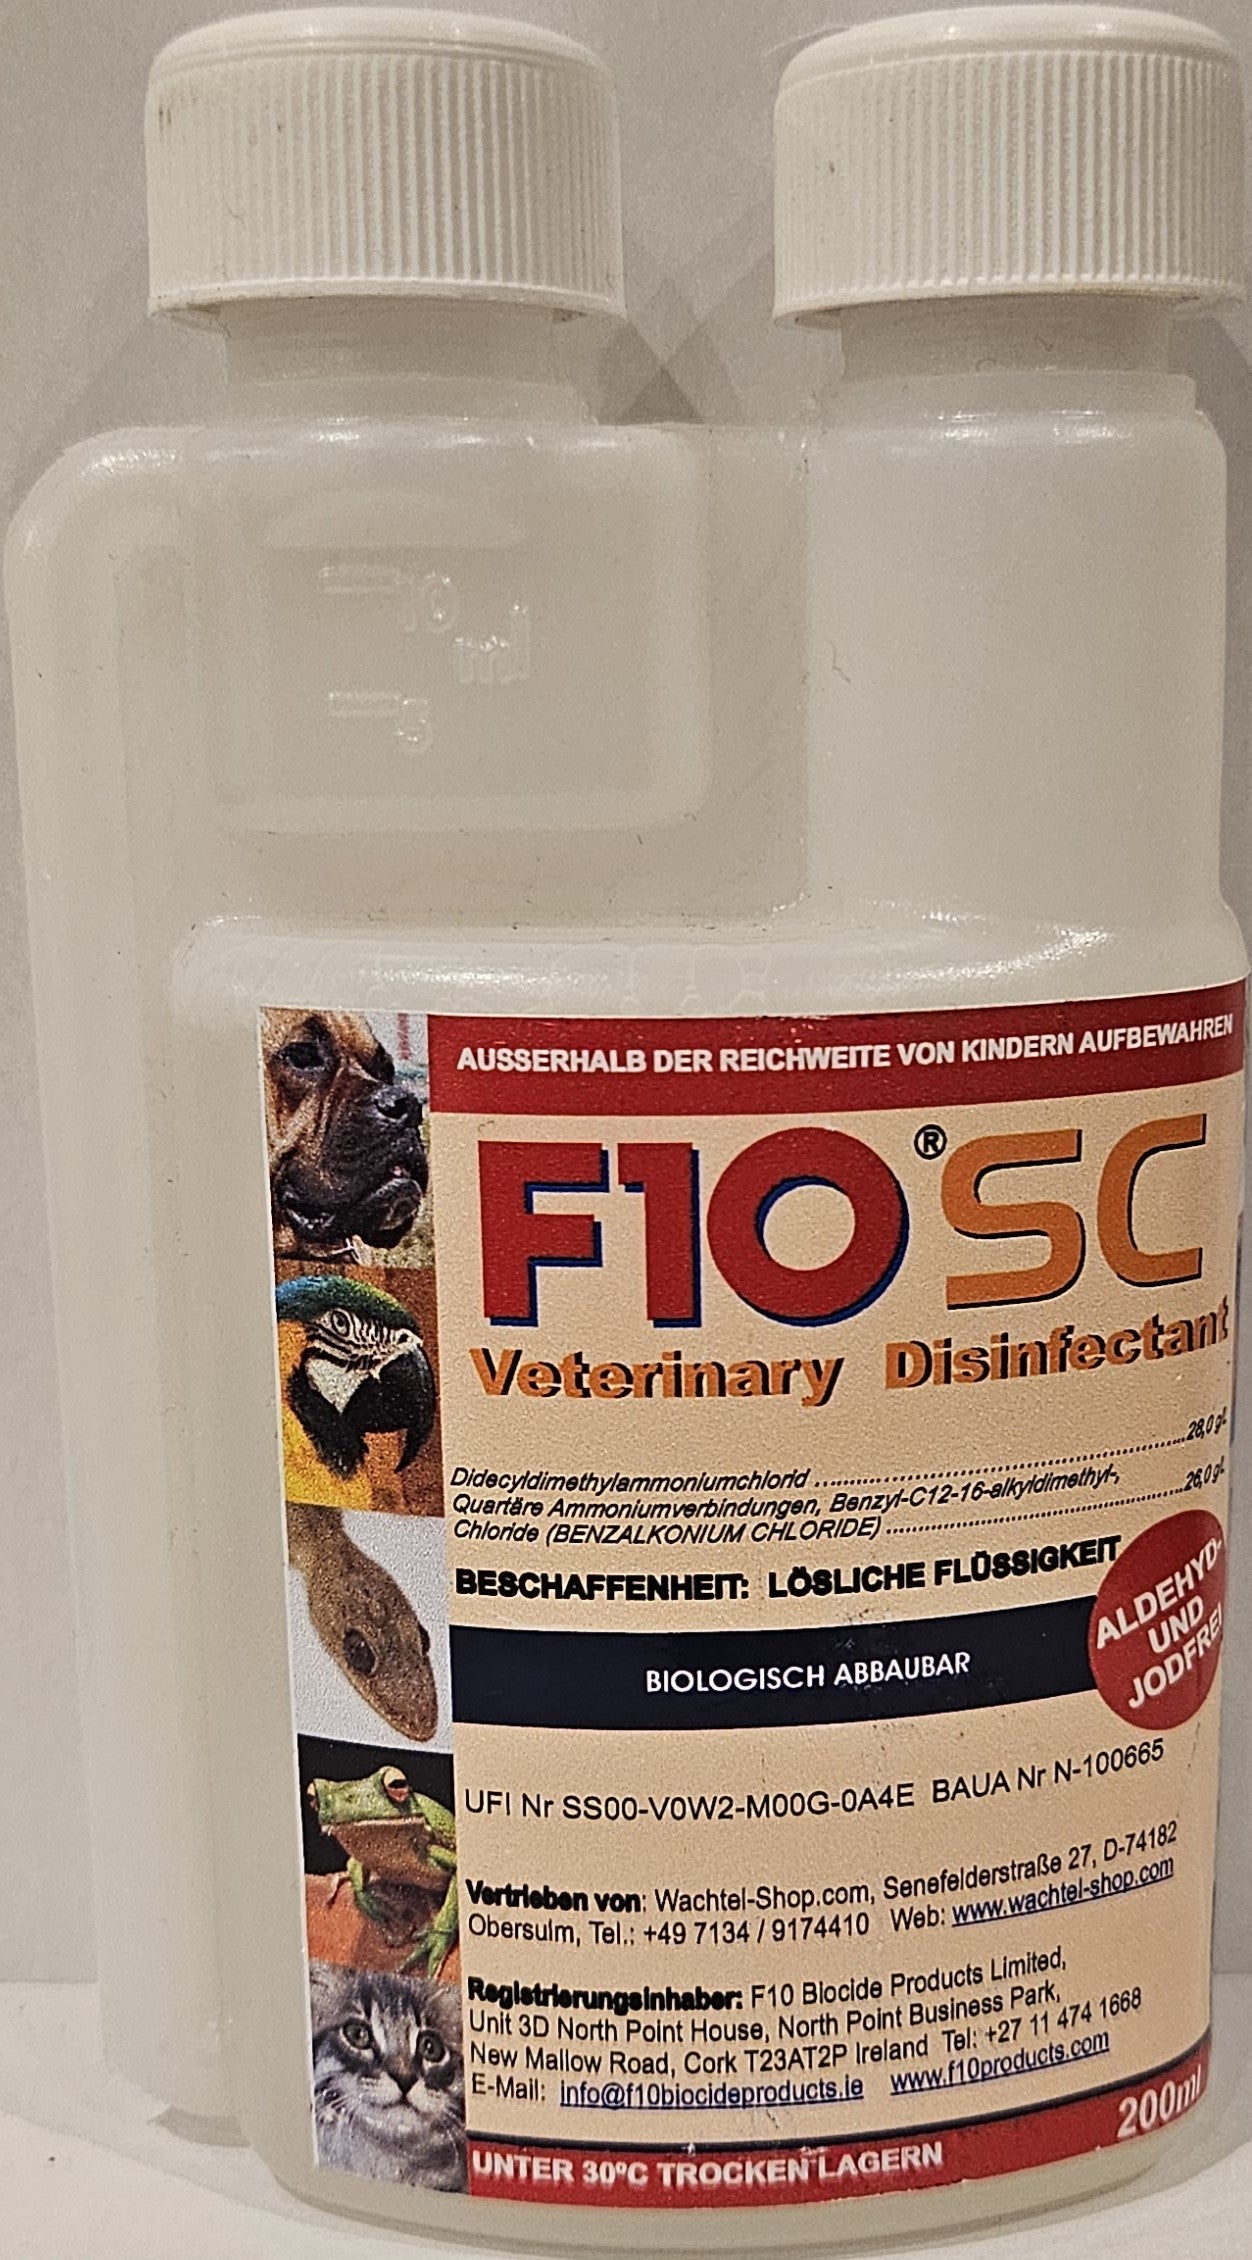 10
ml
5
AUSSERHALB DER REICHWEITE VON KINDERN AUFBEWAHREN
F10®SC
Veterinary Disinfectant
Didecyldimethylammoniumchlorid ........................................................28,0 g/L
Quartäre Ammoniumverbindungen, Benzyl-C12-16-alkyldimethyl-,
Chloride (BENZALKONIUM CHLORIDE) ..................................................26,0 g/L
BESCHAFFENHEIT: LÖSLICHE FLÜSSIGKEIT
ALDEHYD-
UND
JODFREI
BIOLOGISCH ABBAUBAR
UFI Nr SS00-V0W2-M00G-0A4E BAUA Nr N-100665
Vertrieben von: Wachtel-Shop.com, Senefelderstraße 27, D-74182
Obersulm, Tel.: +49 7134 / 9174410 Web: www.wachtel-shop.com
Registrierungsinhaber: F10 Biocide Products Limited,
Unit 3D North Point House, North Point Business Park,
New Mallow Road, Cork T23AT2P Ireland Tel: +27 11 474 1668
E-Mail: info@f10biocideproducts.ie www.f10products.com
200ml
UNTER 30ºC TROCKEN LAGERN